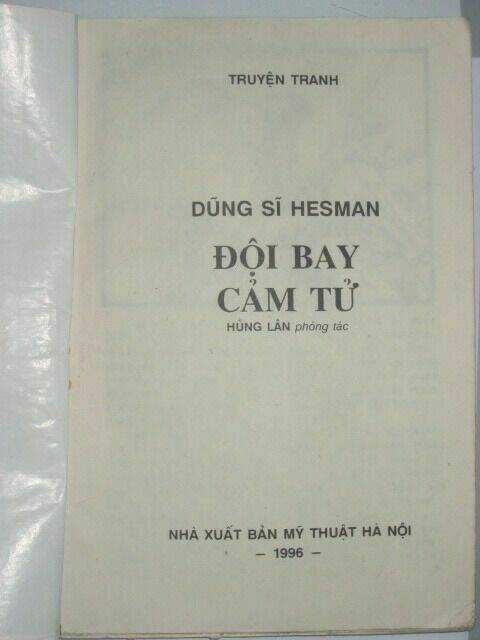 TRUYỆN TRANH
DŨNG SĨ HESMAN
ĐỘI BAY
CẢM TỬ
HÙNG LÂN phóng tác
NHÀ XUẤT BẢN MỸ THUẬT HÀ NỘI
– 1996 –